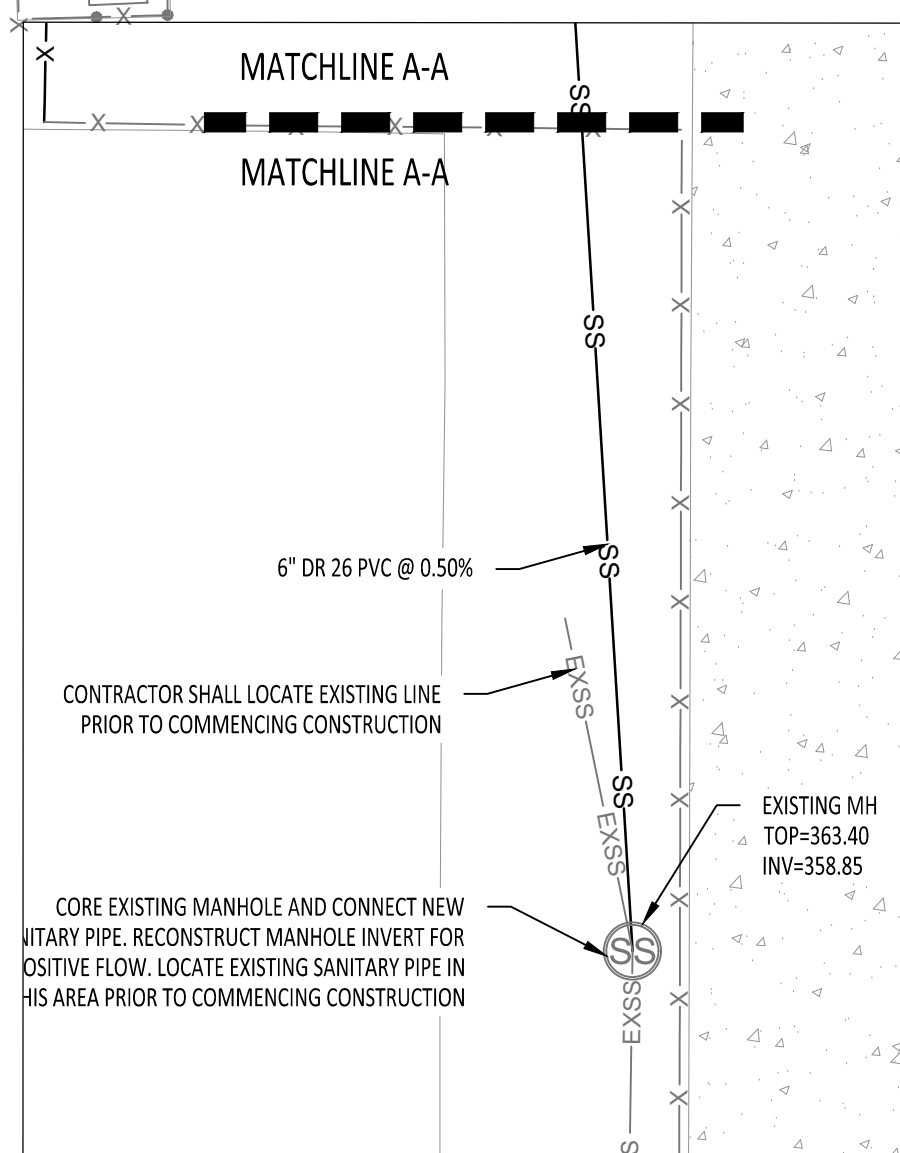 MATCHLINE A-A
MATCHLINE A-A
SS
SS
6" DR 26 PVC @ 0.50%
SS
CONTRACTOR SHALL LOCATE EXISTING LINE
PRIOR TO COMMENCING CONSTRUCTION
EXSS
SS
EXSS
EXISTING MH
TOP=363.40
INV=358.85
CORE EXISTING MANHOLE AND CONNECT NEW
NITARY PIPE. RECONSTRUCT MANHOLE INVERT FOR
OSITIVE FLOW. LOCATE EXISTING SANITARY PIPE IN
HIS AREA PRIOR TO COMMENCING CONSTRUCTION
SS
EXSS
S